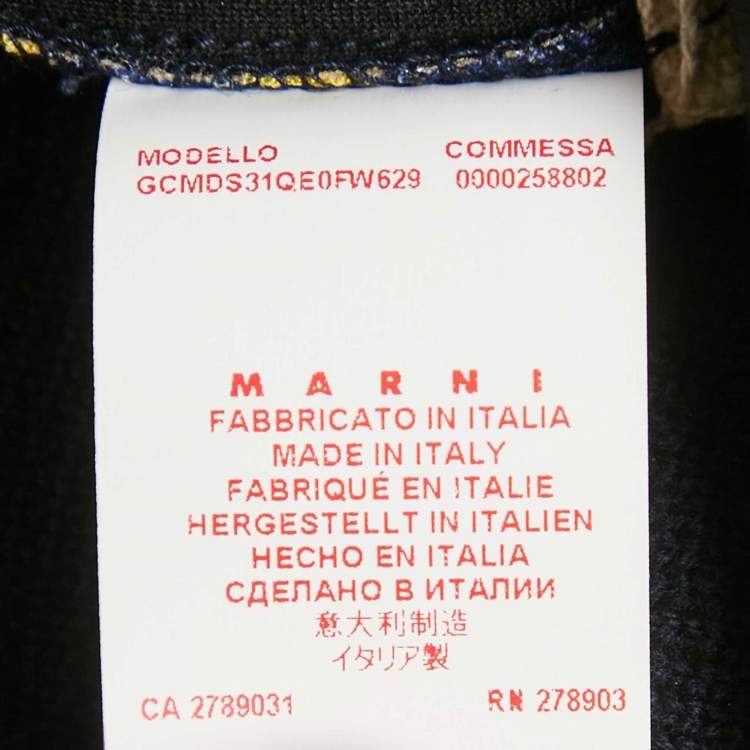 MODELLO COMMESSA
GCMDS31QE0FW629 0000258802
MARNI
FABBRICATO IN ITALIA
MADE IN ITALY
FABRIQUÉ EN ITALIE
HERGESTELLT IN ITALIEN
HECHO EN ITALIA
СДЕЛАНО В ИТАЛИИ
意大利制造
イタリア製
CA 2789031 RN 278903